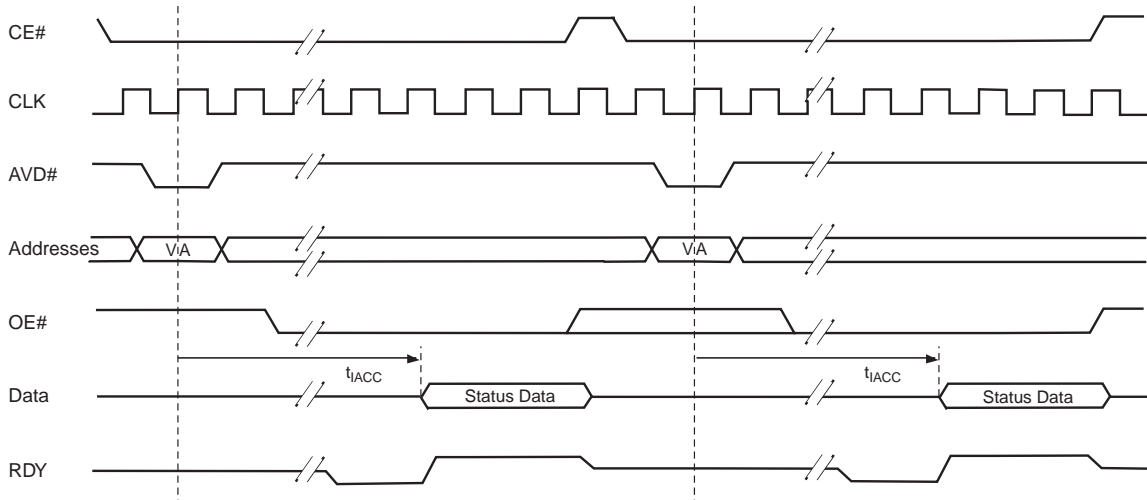 CE#
CLK
AVD#
Addresses
VA
VA
OE#
tIACC
tIACC
Data
Status Data
Status Data
RDY